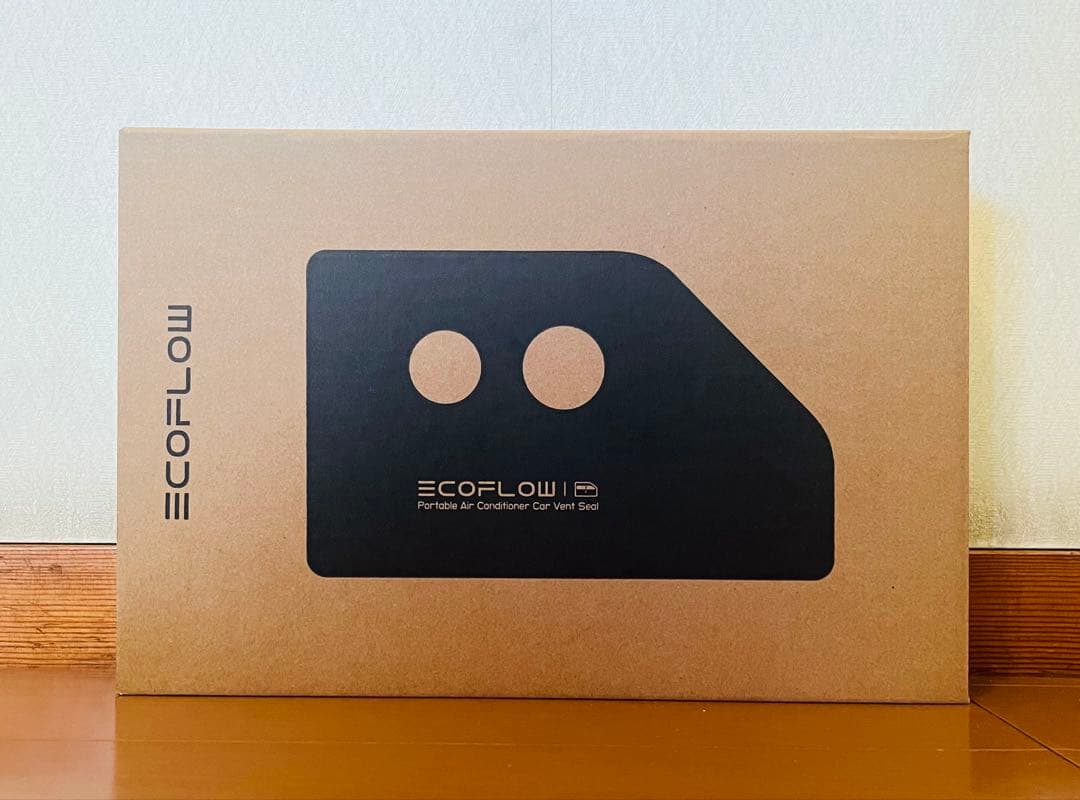 ECOFLOW
ECOFLOW
Portable Air Conditioner Car Vent Seal